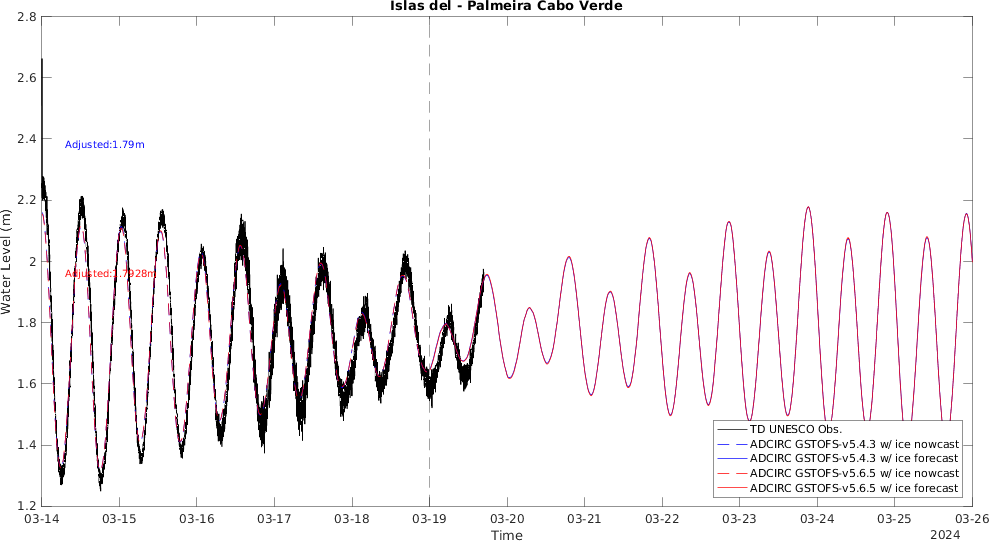 Islas del - Palmeira Cabo Verde
2.8
2.6
2.4
2.2
2
1.8
1.6
1.4
1.2
Water Level (m)
Adjusted:1.79m
Adjusted:1.7928m
TD UNESCO Obs.
ADCIRC GSTOFS-v5.4.3 w/ ice nowcast
ADCIRC GSTOFS-v5.4.3 w/ ice forecast
ADCIRC GSTOFS-v5.6.5 w/ ice nowcast
ADCIRC GSTOFS-v5.6.5 w/ ice forecast
03-14 03-15 03-16 03-17 03-18 03-19 03-20 03-21 03-22 03-23 03-24 03-25 03-26
Time
2024